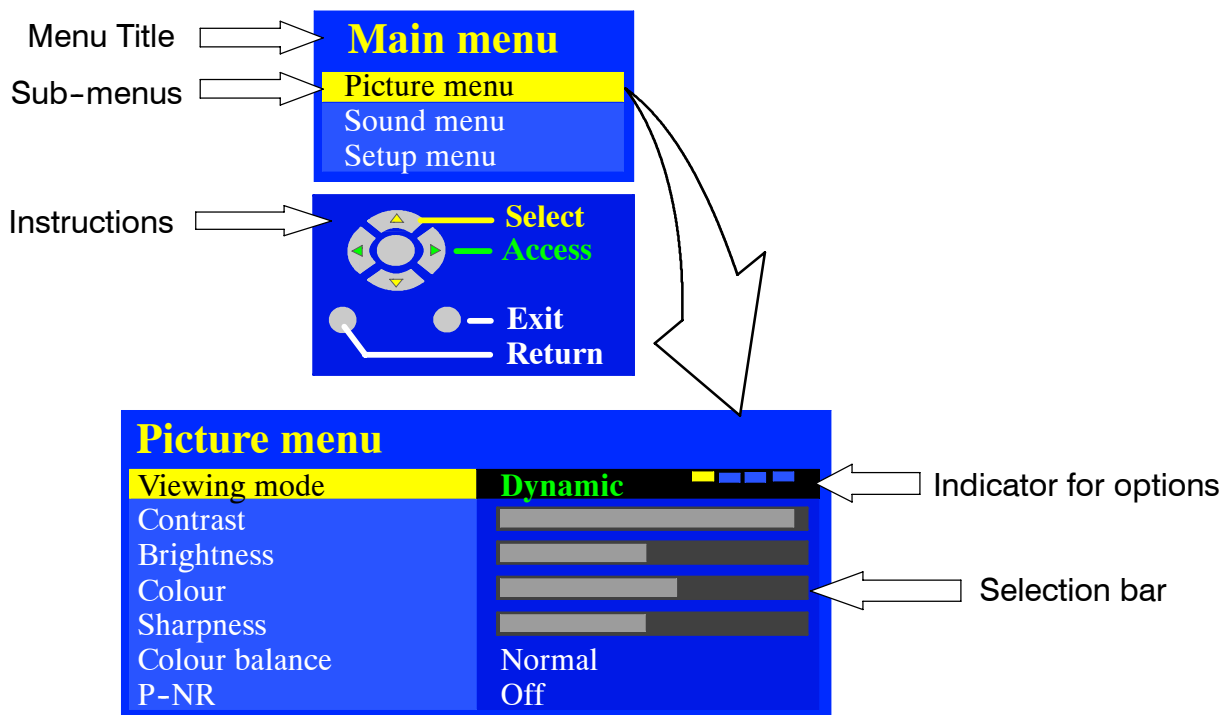 Menu Title
Main menu
Sub-menus
Picture menu
Sound menu
Setup menu
Instructions
Select
Access
Exit
Return
Picture menu
Viewing mode Dynamic
Indicator for options
Contrast
Brightness
Colour
Selection bar
Sharpness
Colour balance Normal
P-NR Off